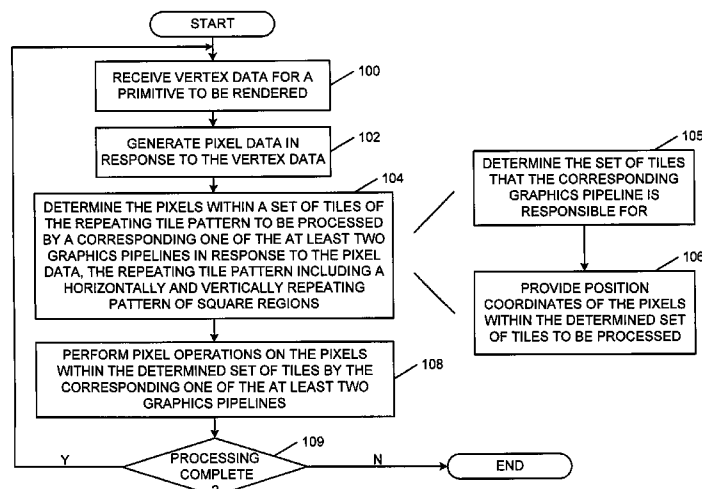 START
100
RECEIVE VERTEX DATA FOR A
PRIMITIVE TO BE RENDERED
102
GENERATE PIXEL DATA IN
RESPONSE TO THE VERTEX DATA
104
DETERMINE THE PIXELS WITHIN A SET OF TILES
OF THE REPEATING TILE PATTERN TO BE PROCESSED
BY A CORRESPONDING ONE OF THE AT LEAST TWO
GRAPHICS PIPELINES IN RESPONSE TO THE PIXEL
DATA, THE REPEATING TILE PATTERN INCLUDING A
HORIZONTALLY AND VERTICALLY REPEATING
PATTERN OF SQUARE REGIONS
105
DETERMINE THE SET OF TILES
THAT THE CORRESPONDING
GRAPHICS PIPELINE IS
RESPONSIBLE FOR
106
PROVIDE POSITION
COORDINATES OF THE PIXELS
WITHIN THE DETERMINED SET
OF TILES TO BE PROCESSED
PERFORM PIXEL OPERATIONS ON THE PIXELS
WITHIN THE DETERMINED SET OF TILES BY THE
CORRESPONDING ONE OF THE AT LEAST TWO
GRAPHICS PIPELINES
108
109
Y
PROCESSING
COMPLETE
?
N
END